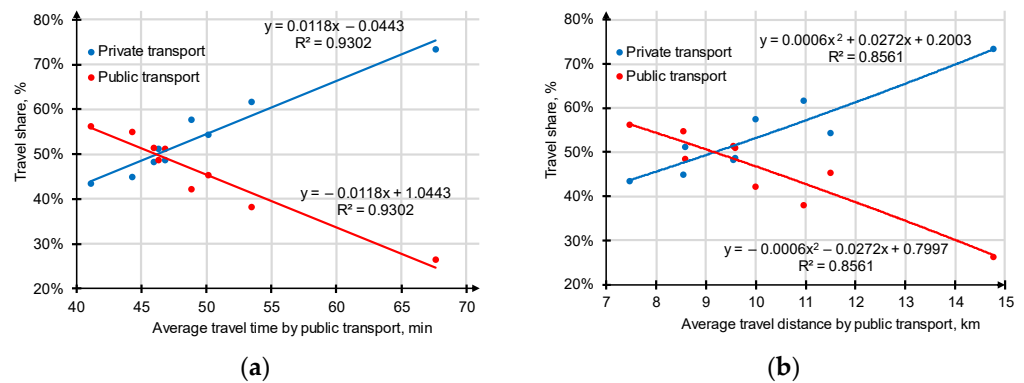 80%
70%
60%
50%
40%
30%
20%
Travel share, %
Private transport
Public transport
y = 0.0118x − 0.0443
R² = 0.9302
y = − 0.0118x + 1.0443
R² = 0.9302
40 45 50 55 60 65 70
Average travel time by public transport, min
(a)
80%
70%
60%
50%
40%
30%
20%
Travel share, %
Private transport
Public transport
y = 0.0006x² + 0.0272x + 0.2003
R² = 0.8561
y = − 0.0006x² − 0.0272x + 0.7997
R² = 0.8561
7 8 9 10 11 12 13 14 15
Average travel distance by public transport, km
(b)